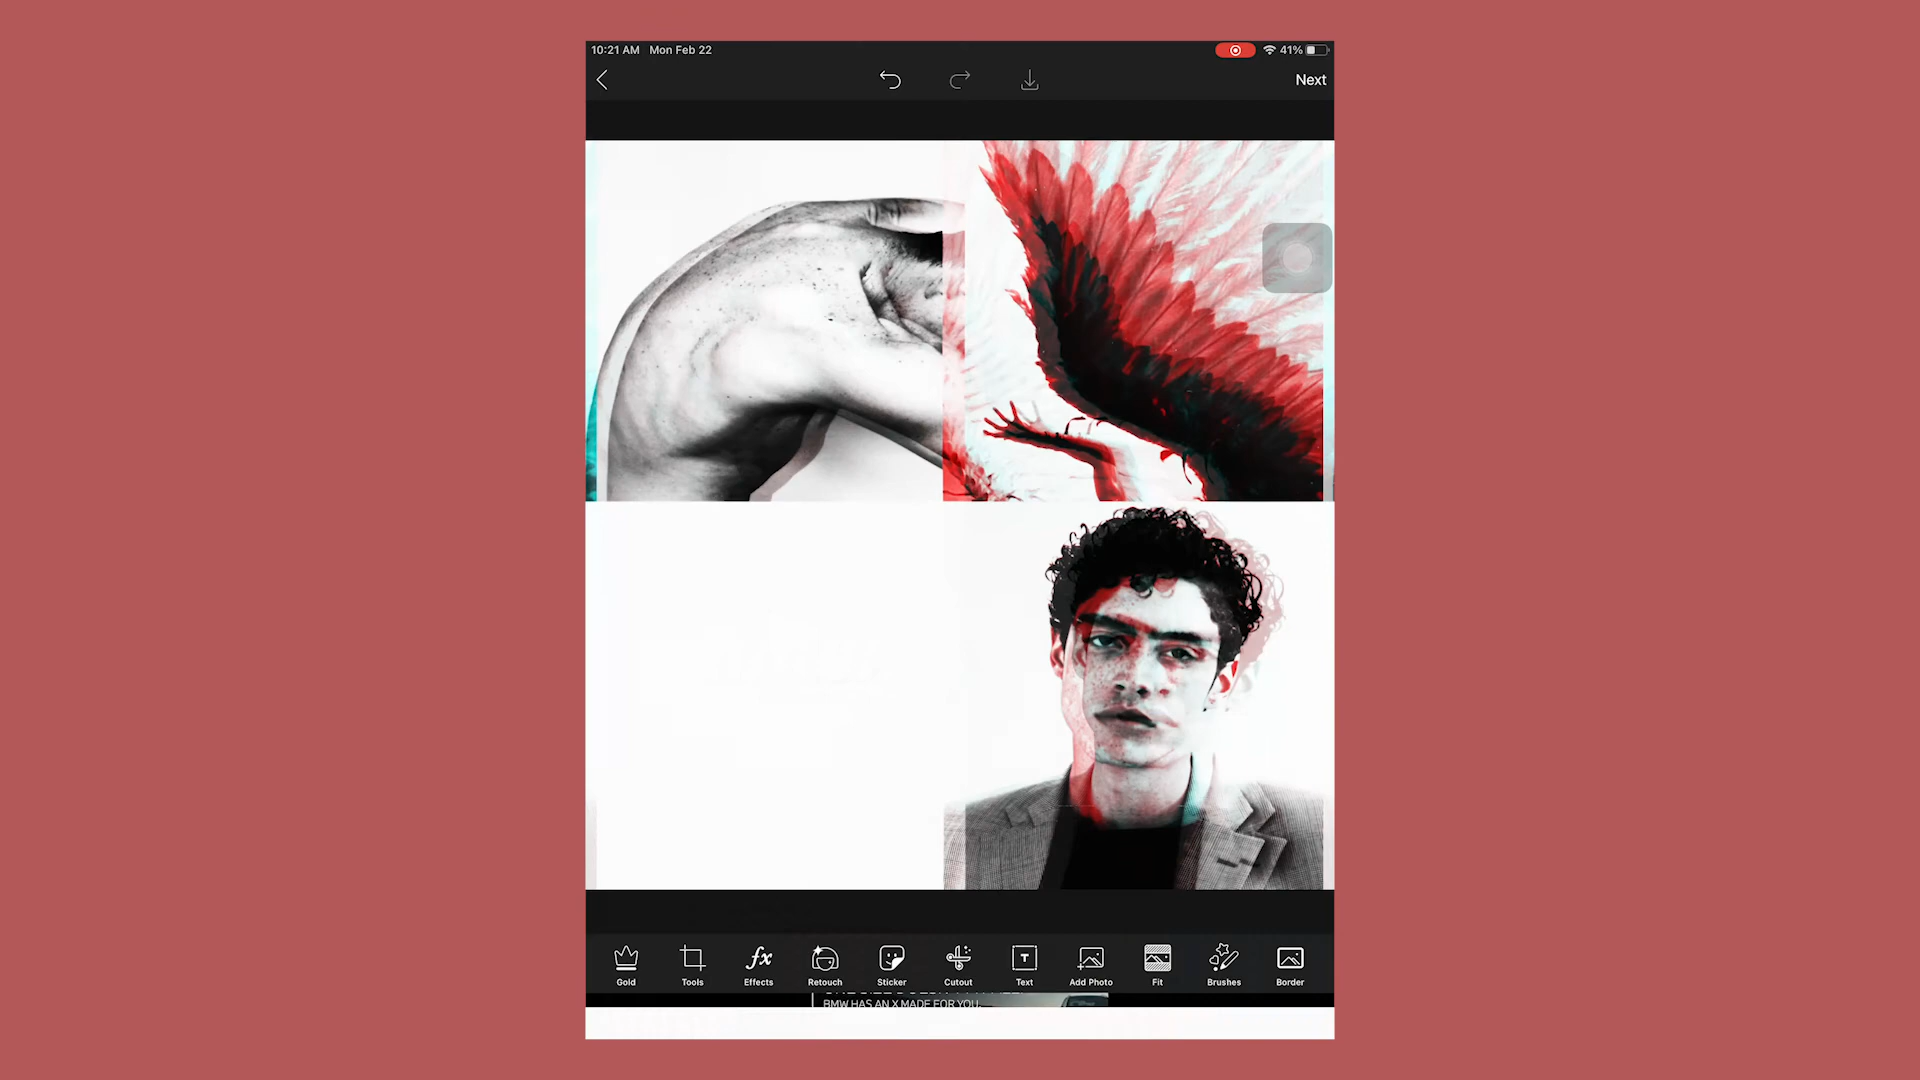 10:21 AM Mon Feb 22
41%
Next
Gold
Tools
Effects
Retouch
Sticker
Cutout
Text
Add Photo
Fit
Brushes
Border
BMW HAS AN X MADE FOR YOU.